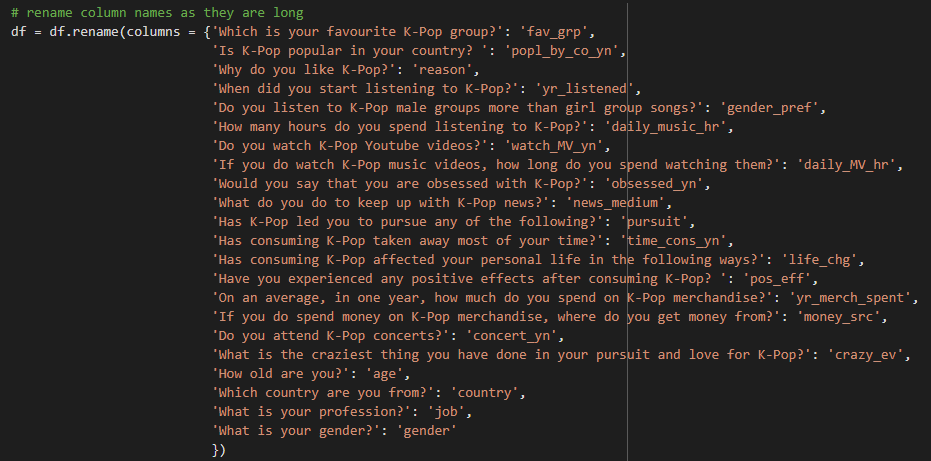 # rename column names as they are long
df = df.rename(columns = {'Which is your favourite K-Pop group?': 'fav_grp',
'Is K-Pop popular in your country? ': 'popl_by_co_yn',
'Why do you like K-Pop?': 'reason',
'When did you start listening to K-Pop?': 'yr_listened',
'Do you listen to K-Pop male groups more than girl group songs?': 'gender_pref',
'How many hours do you spend listening to K-Pop?': 'daily_music_hr',
'Do you watch K-Pop Youtube videos?': 'watch_MV_yn',
'If you do watch K-Pop music videos, how long do you spend watching them?': 'daily_MV_hr',
'Would you say that you are obsessed with K-Pop?': 'obsessed_yn',
'What do you do to keep up with K-Pop news?': 'news_medium',
'Has K-Pop led you to pursue any of the following?': 'pursuit',
'Has consuming K-Pop taken away most of your time?': 'time_cons_yn',
'Has consuming K-Pop affected your personal life in the following ways?': 'life_chg',
'Have you experienced any positive effects after consuming K-Pop? ': 'pos_eff',
'On an average, in one year, how much do you spend on K-Pop merchandise?': 'yr_merch_spent',
'If you do spend money on K-Pop merchandise, where do you get money from?': 'money_src',
'Do you attend K-Pop concerts?': 'concert_yn',
'What is the craziest thing you have done in your pursuit and love for K-Pop?': 'crazy_ev',
'How old are you?': 'age',
'Which country are you from?': 'country',
'What is your profession?': 'job',
'What is your gender?': 'gender'
})